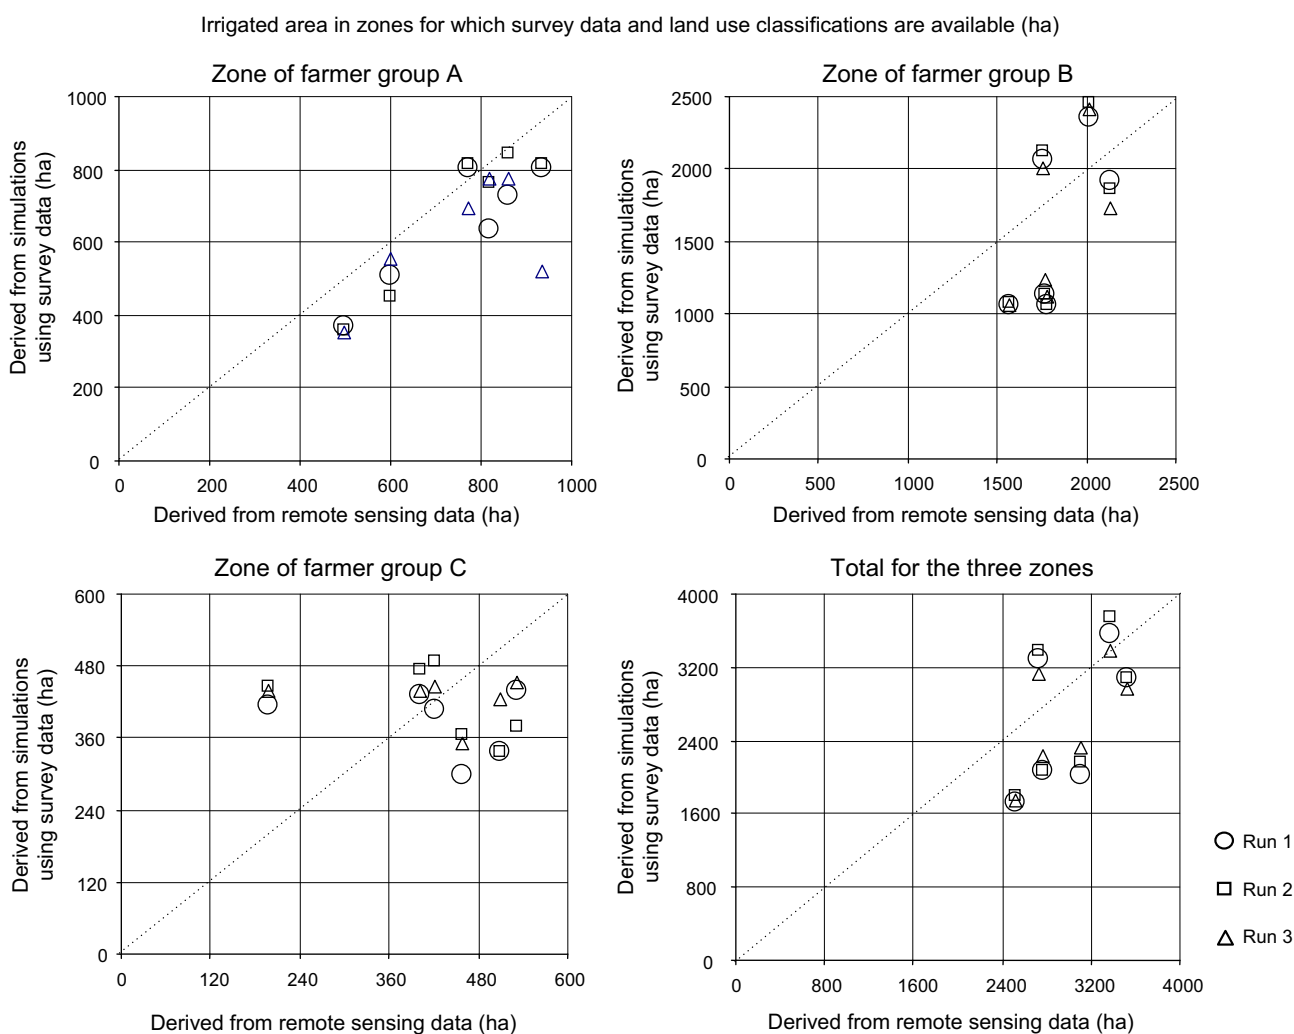 Irrigated area in zones for which survey data and land use classifications are available (ha)
Zone of farmer group A
Derived from simulations
using survey data (ha)
1000
800
600
400
200
0
0 200 400 600 800 1000
Derived from remote sensing data (ha)
Zone of farmer group B
Derived from simulations
using survey data (ha)
2500
2000
1500
1000
500
0
0 500 1000 1500 2000 2500
Derived from remote sensing data (ha)
Zone of farmer group C
Derived from simulations
using survey data (ha)
600
480
360
240
120
0
0 120 240 360 480 600
Derived from remote sensing data (ha)
Total for the three zones
Derived from simulations
using survey data (ha)
4000
3200
2400
1600
800
0
0 800 1600 2400 3200 4000
Derived from remote sensing data (ha)
Run 1
Run 2
Run 3